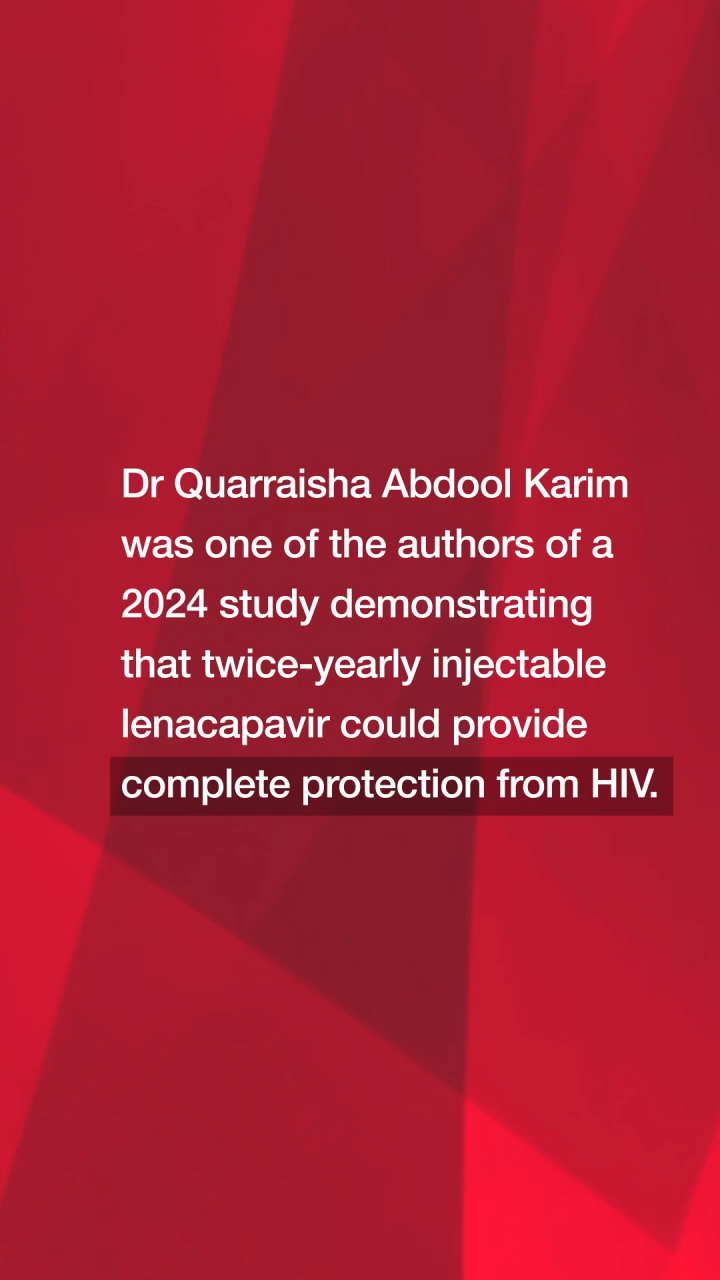 Dr Quarraisha Abdool Karim
was one of the authors of a
2024 study demonstrating
that twice-yearly injectable
lenacapavir could provide
complete protection from HIV.